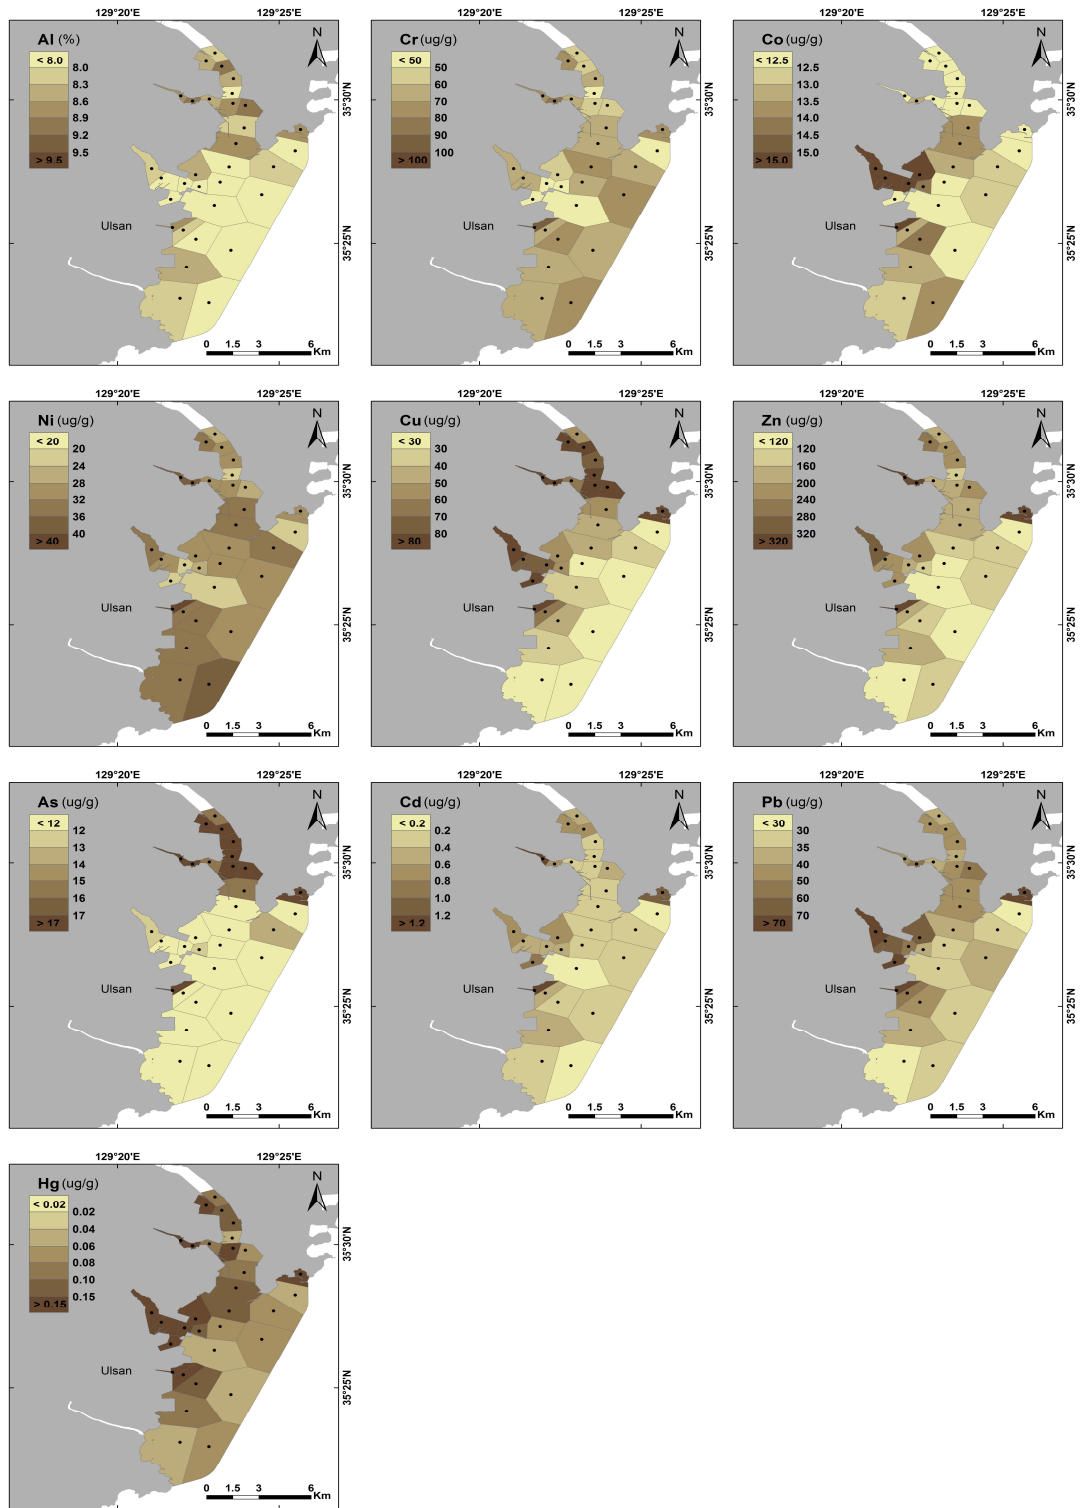 129°20'E 129°25'E 129°20'E 129°25'E 129°20'E 129°25'E
Al (%)
< 8.0
8.0
8.3
8.6
8.9
9.2
9.5
> 9.5
N
Ulsan
0 1.5 3 6
Km
Cr (ug/g)
< 50
50
60
70
80
90
100
> 100
N
Ulsan
0 1.5 3 6
Km
Co (ug/g)
< 12.5
12.5
13.0
13.5
14.0
14.5
15.0
> 15.0
N
Ulsan
0 1.5 3 6
Km
35°30'N
35°25'N
35°30'N
35°25'N
35°30'N
35°25'N
129°20'E 129°25'E 129°20'E 129°25'E 129°20'E 129°25'E
Ni (ug/g)
< 20
20
24
28
32
36
40
> 40
N
Ulsan
0 1.5 3 6
Km
Cu (ug/g)
< 30
30
40
50
60
70
80
> 80
N
Ulsan
0 1.5 3 6
Km
Zn (ug/g)
< 120
120
160
200
240
280
320
> 320
N
Ulsan
0 1.5 3 6
Km
35°30'N
35°25'N
35°30'N
35°25'N
35°30'N
35°25'N
129°20'E 129°25'E 129°20'E 129°25'E 129°20'E 129°25'E
As (ug/g)
< 12
12
13
14
15
16
17
> 17
N
Ulsan
0 1.5 3 6
Km
Cd (ug/g)
< 0.2
0.2
0.4
0.6
0.8
1.0
1.2
> 1.2
N
Ulsan
0 1.5 3 6
Km
Pb (ug/g)
< 30
30
35
40
50
60
70
> 70
N
Ulsan
0 1.5 3 6
Km
35°30'N
35°25'N
35°30'N
35°25'N
35°30'N
35°25'N
129°20'E 129°25'E
Hg (ug/g)
< 0.02
0.02
0.04
0.06
0.08
0.10
0.15
> 0.15
N
Ulsan
0 1.5 3 6
Km
35°30'N
35°25'N